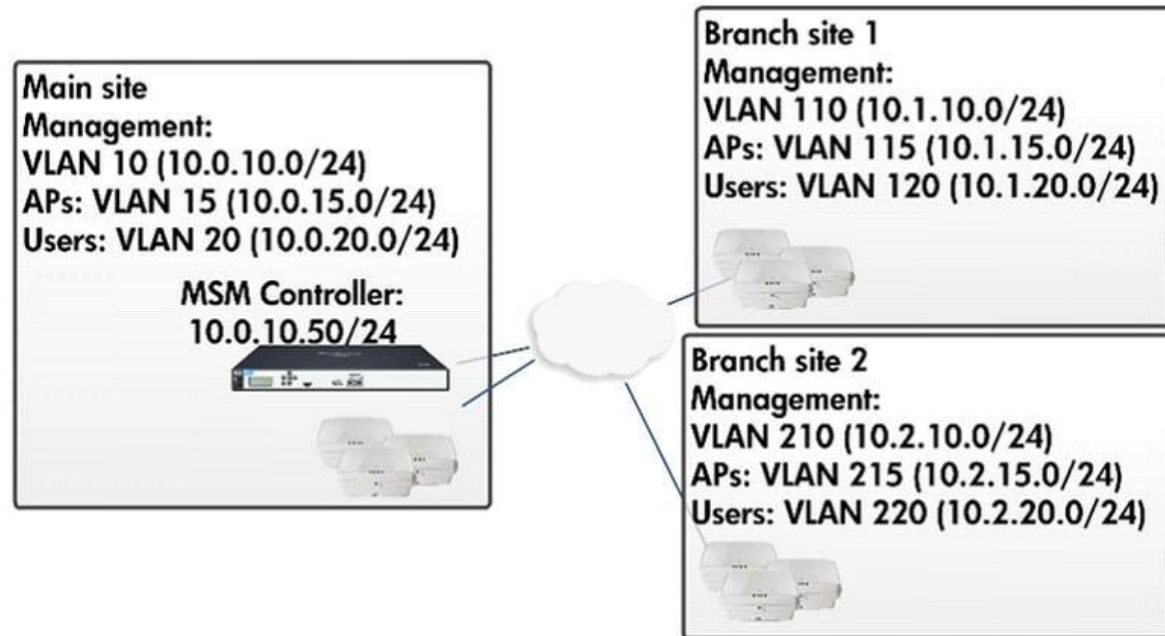 Main site
Management:
VLAN 10 (10.0.10.0/24)
APs: VLAN 15 (10.0.15.0/24)
Users: VLAN 20 (10.0.20.0/24)
MSM Controller:
10.0.10.50/24
Branch site 1
Management:
VLAN 110 (10.1.10.0/24)
APs: VLAN 115 (10.1.15.0/24)
Users: VLAN 120 (10.1.20.0/24)
Branch site 2
Management:
VLAN 210 (10.2.10.0/24)
APs: VLAN 215 (10.2.15.0/24)
Users: VLAN 220 (10.2.20.0/24)